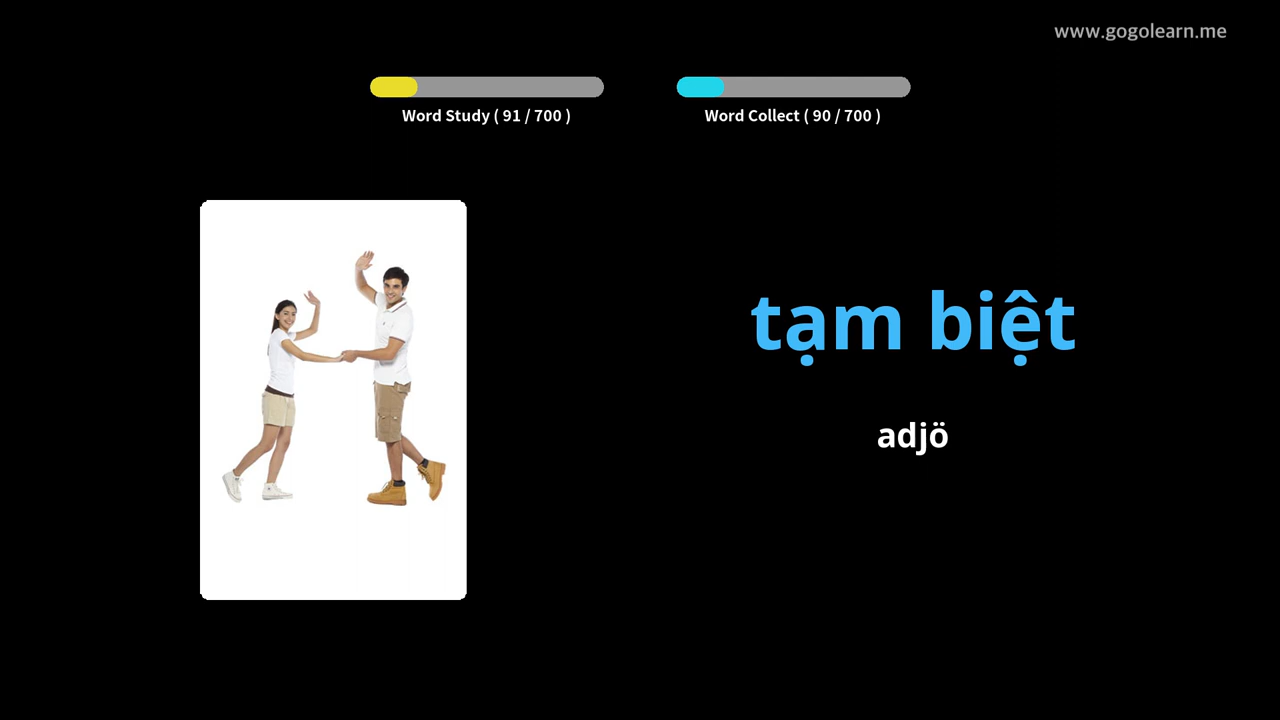 www.gogolearn.me
Word Study ( 91 / 700 )
Word Collect ( 90 / 700 )
tạm biệt
adjö